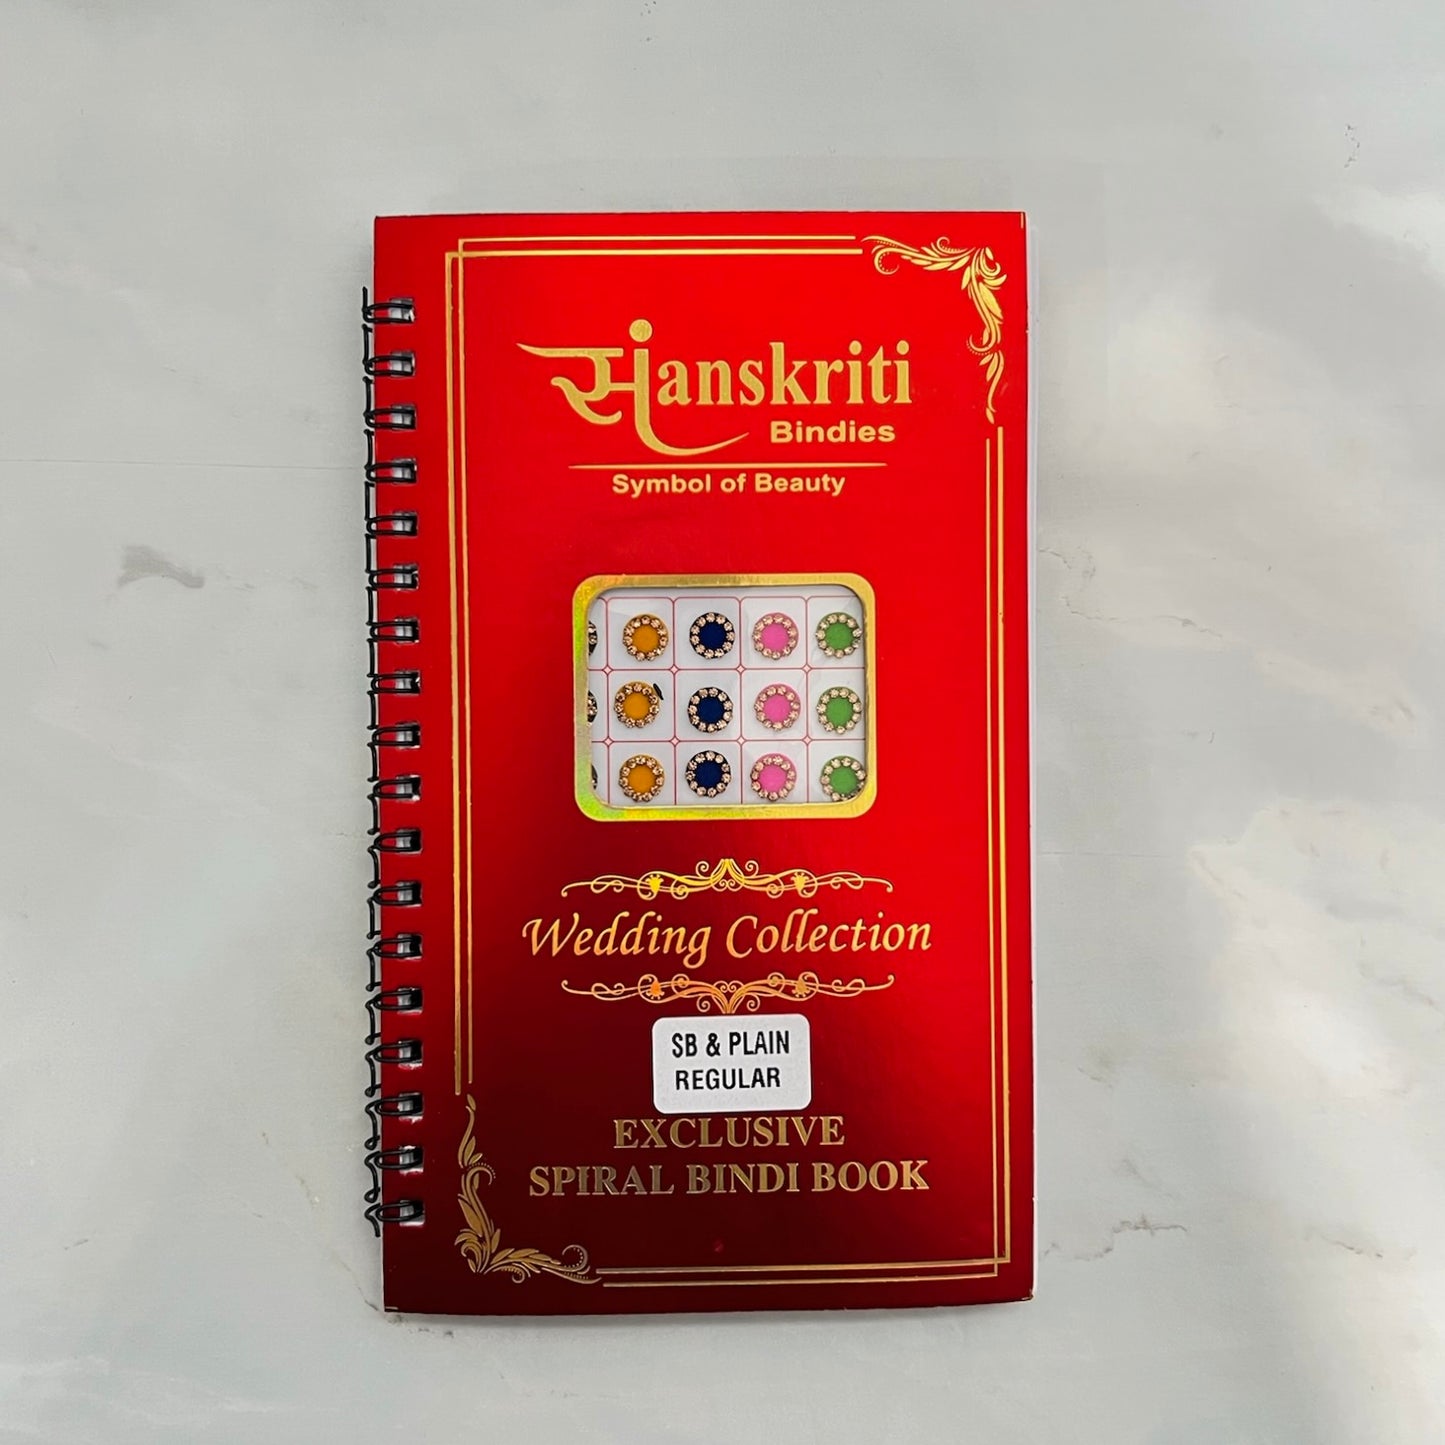 सांanskriti
Bindies
Symbol of Beauty
Wedding Collection
SB & PLAIN
REGULAR
EXCLUSIVE
SPIRAL BINDI BOOK